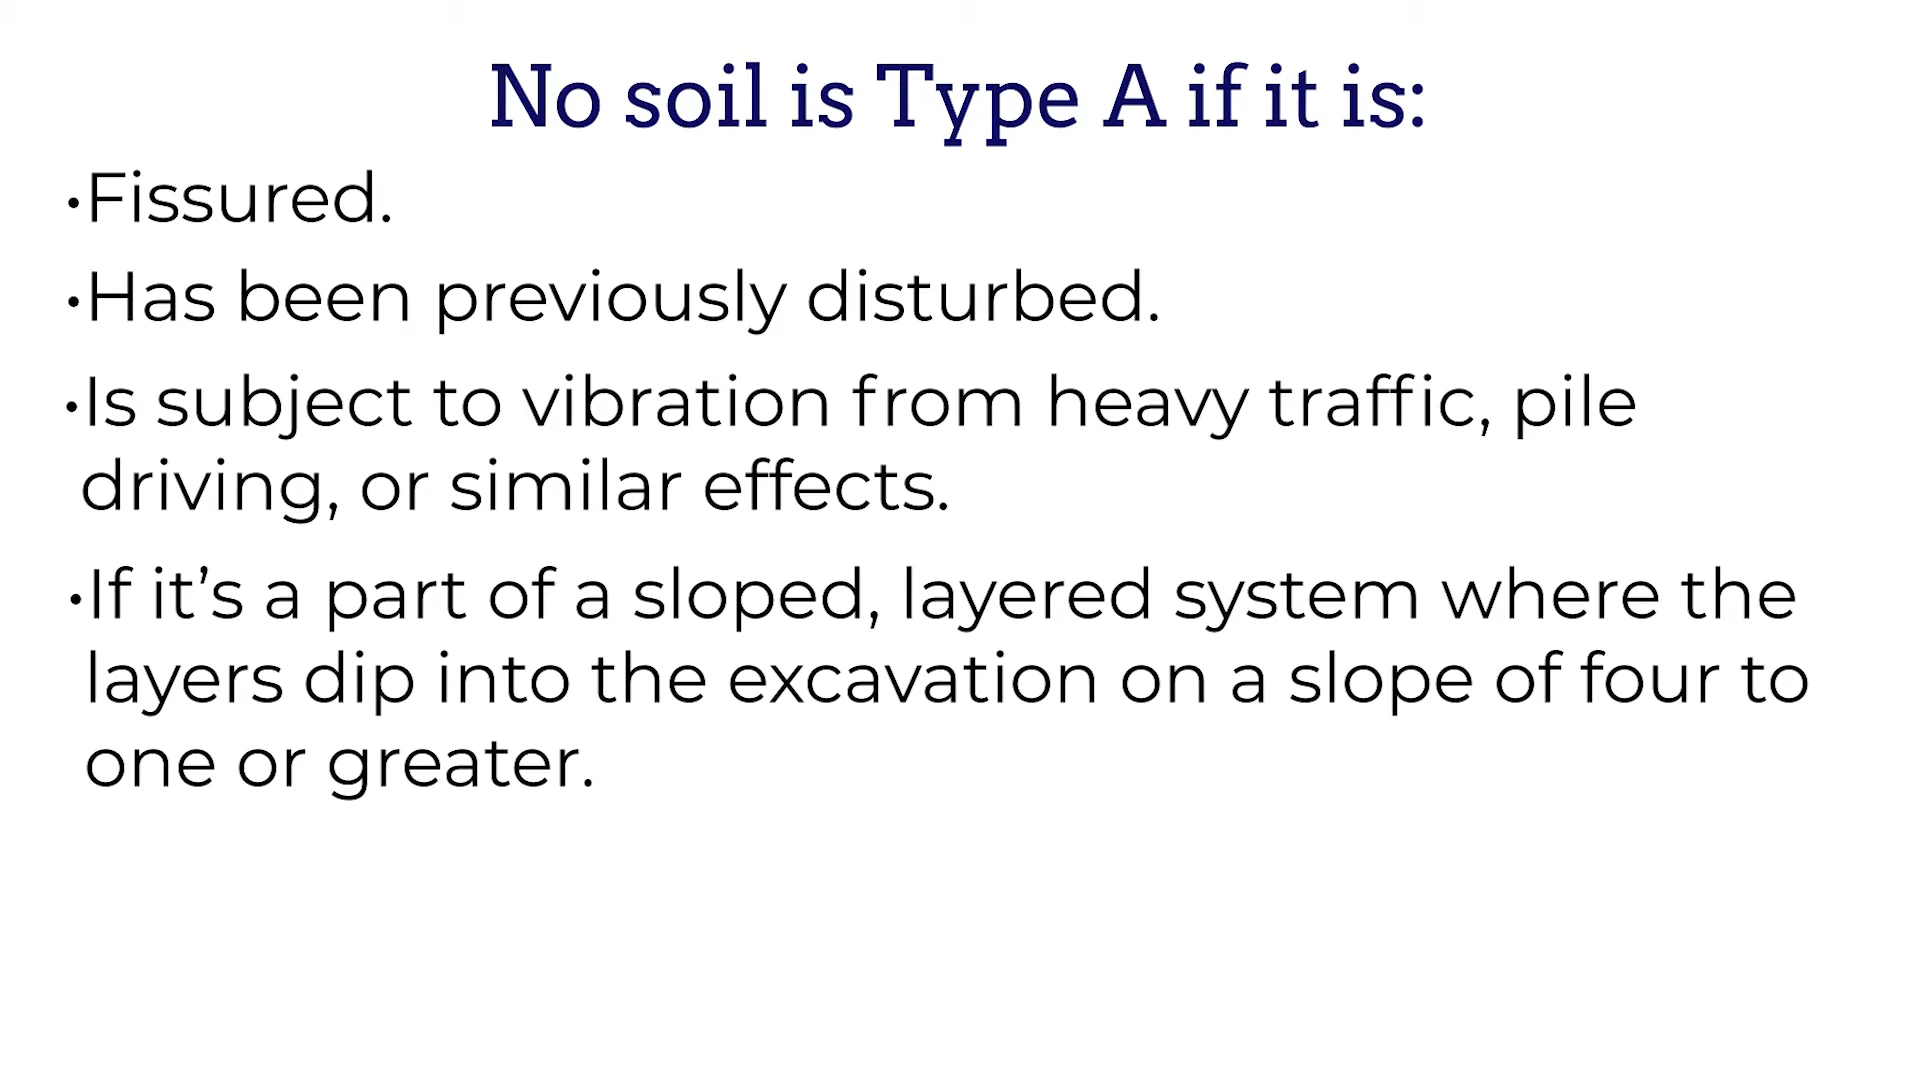 No soil is Type A if it is:
•Fissured.
•Has been previously disturbed.
•Is subject to vibration from heavy traffic, pile
driving, or similar effects.
•If it’s a part of a sloped, layered system where the
layers dip into the excavation on a slope of four to
one or greater.